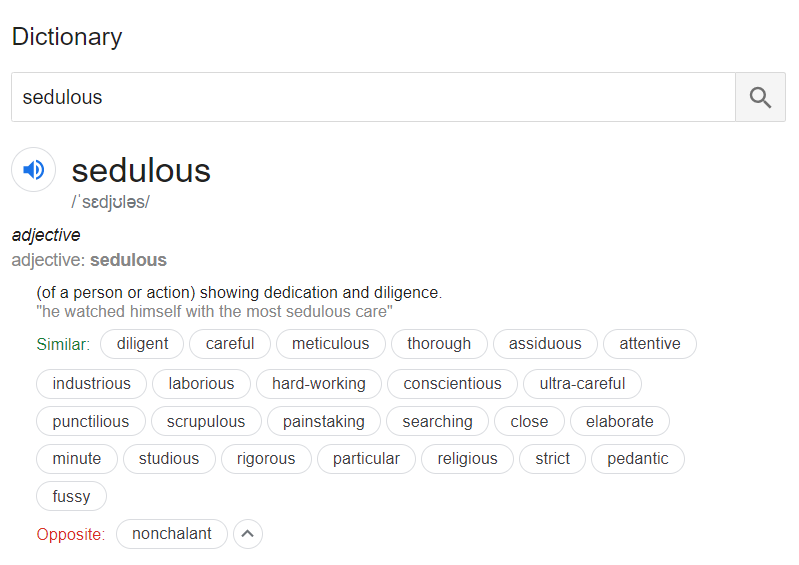 Dictionary
sedulous
sedulous
/ˈsɛdjʊləs/
adjective
adjective: sedulous
(of a person or action) showing dedication and diligence.
"he watched himself with the most sedulous care"
Similar: diligent careful meticulous thorough assiduous attentive
industrious laborious hard-working conscientious ultra-careful
punctilious scrupulous painstaking searching close elaborate
minute studious rigorous particular religious strict pedantic
fussy
Opposite: nonchalant